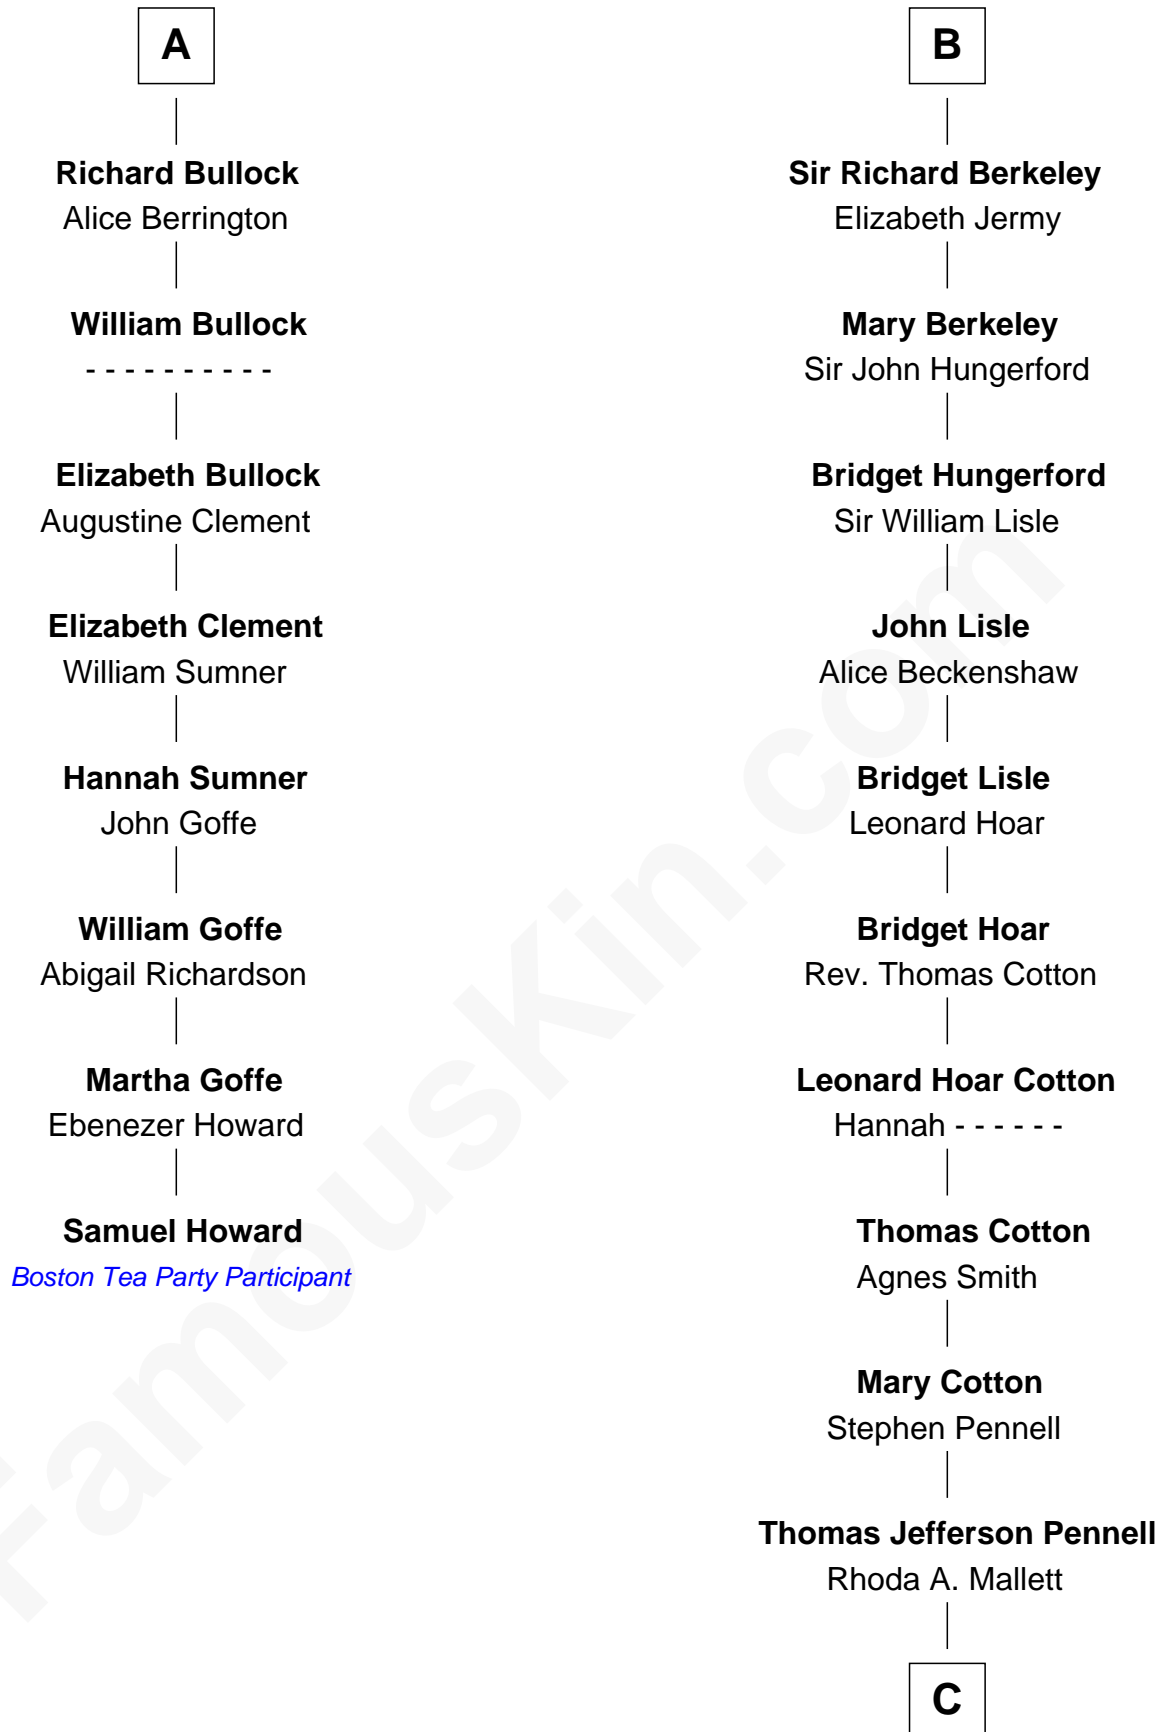 A
Richard Bullock
Alice Berrington
William Bullock
- - - - - - - - - -
Elizabeth Bullock
Augustine Clement
Elizabeth Clement
William Sumner
Hannah Sumner
John Goffe
William Goffe
Abigail Richardson
Martha Goffe
Ebenezer Howard
Samuel Howard
Boston Tea Party Participant
B
Sir Richard Berkeley
Elizabeth Jermy
Mary Berkeley
Sir John Hungerford
Bridget Hungerford
Sir William Lisle
John Lisle
Alice Beckenshaw
Bridget Lisle
Leonard Hoar
Bridget Hoar
Rev. Thomas Cotton
Leonard Hoar Cotton
Hannah - - - - - -
Thomas Cotton
Agnes Smith
Mary Cotton
Stephen Pennell
Thomas Jefferson Pennell
Rhoda A. Mallett
C
FamousKin.com